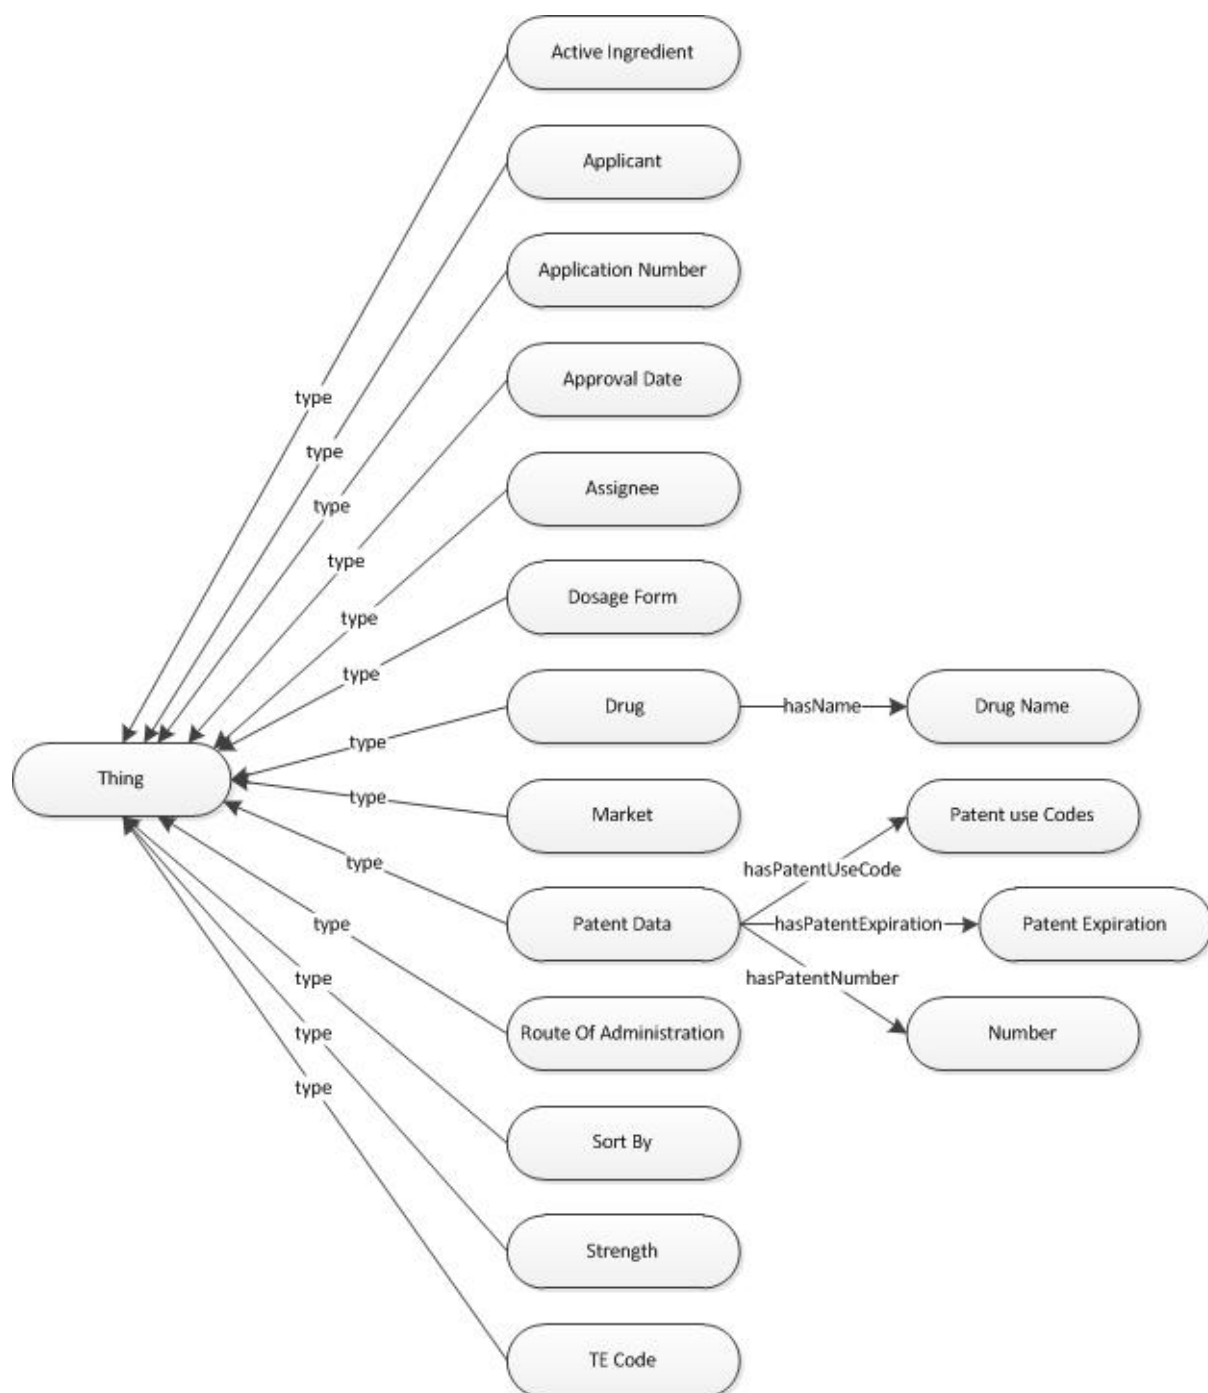 Active Ingredient
Applicant
Application Number
Approval Date
type
type
Assignee
type
type
Dosage Form
type
type
Drug
hasName
Drug Name
type
Thing
Market
type
Patent use Codes
type
hasPatentUseCode
Patent Data
hasPatentExpiration
Patent Expiration
type
hasPatentNumber
type
Route Of Administration
Number
type
type
Sort By
Strength
TE Code